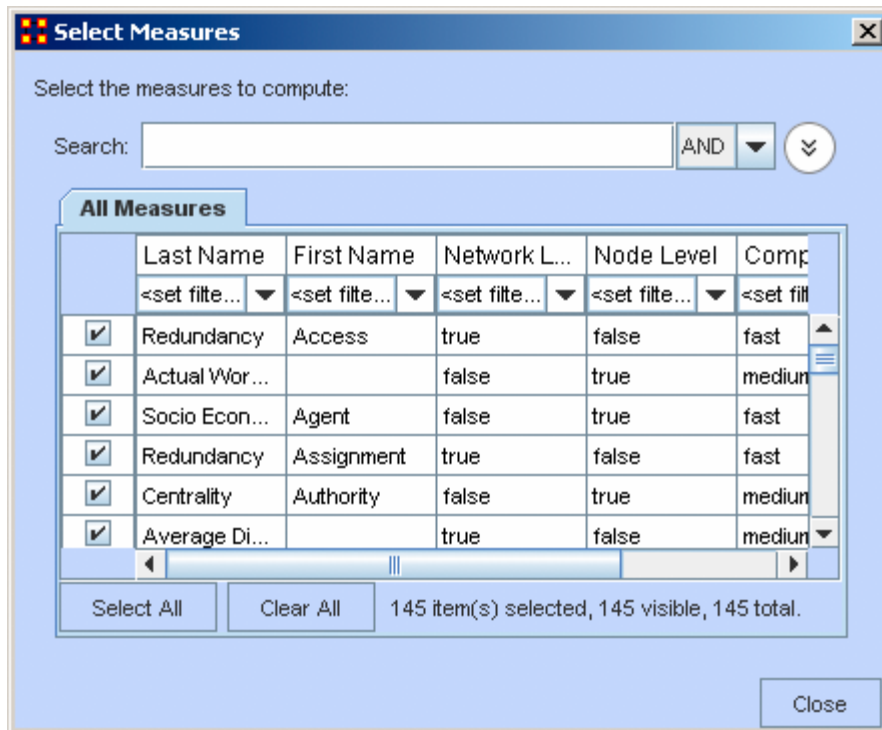 Select Measures
Select the measures to compute:
Search: AND
All Measures
Last Name First Name Network L... Node Level Comp
<set filte... <set filte... <set filte... <set filte... <set filt
Redundancy Access true false fast
Actual Wor... false true medium
Socio Econ... Agent false true fast
Redundancy Assignment true false fast
Centrality Authority false true medium
Average Di... true false medium
Select All Clear All 145 item(s) selected, 145 visible, 145 total.
Close